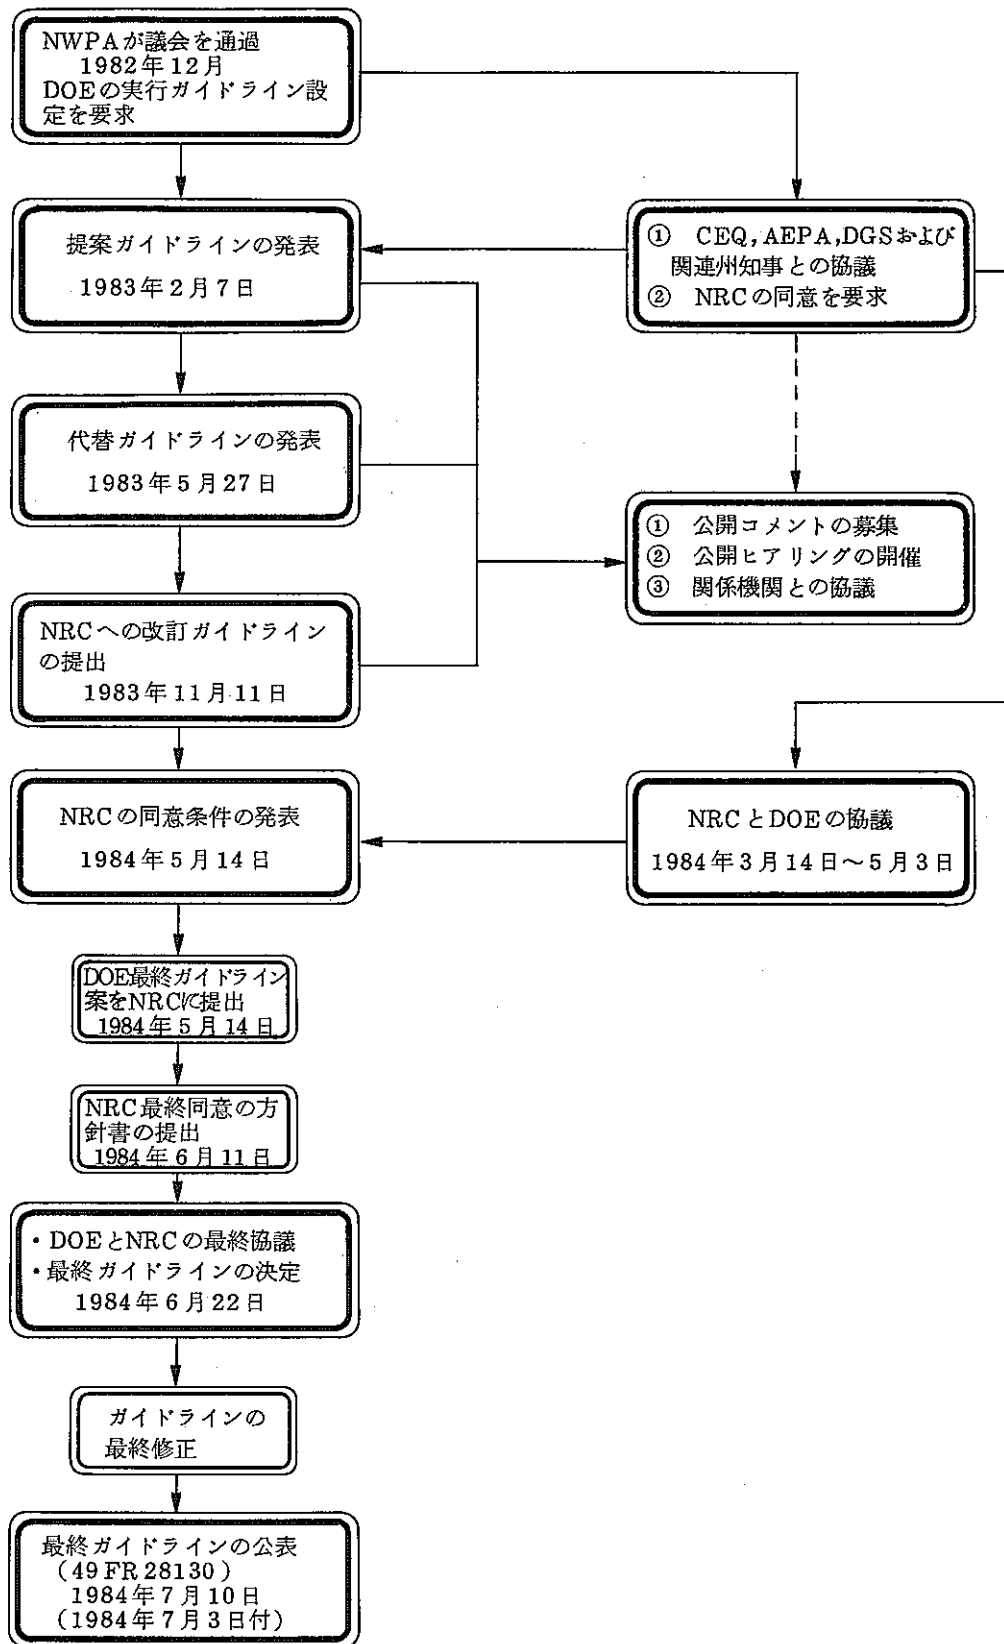 NWPAが議会を通過
1982年12月
DOEの実行ガイドライン設
定を要求
提案ガイドラインの発表
1983年2月7日
① CEQ,AEPA,DGSおよび
関連州知事との協議
② NRCの同意を要求
代替ガイドラインの発表
1983年5月27日
① 公開コメントの募集
② 公開ヒアリングの開催
③ 関係機関との協議
NRCへの改訂ガイドライン
の提出
1983年11月11日
NRCの同意条件の発表
1984年5月14日
NRCとDOEの協議
1984年3月14日~5月3日
DOE最終ガイドライン
案をNRCに提出
1984年5月14日
NRC最終同意の方
針書の提出
1984年6月11日
・DOEとNRCの最終協議
・最終ガイドラインの決定
1984年6月22日
ガイドラインの
最終修正
最終ガイドラインの公表
(49 FR 28130)
1984年7月10日
(1984年7月3日付)